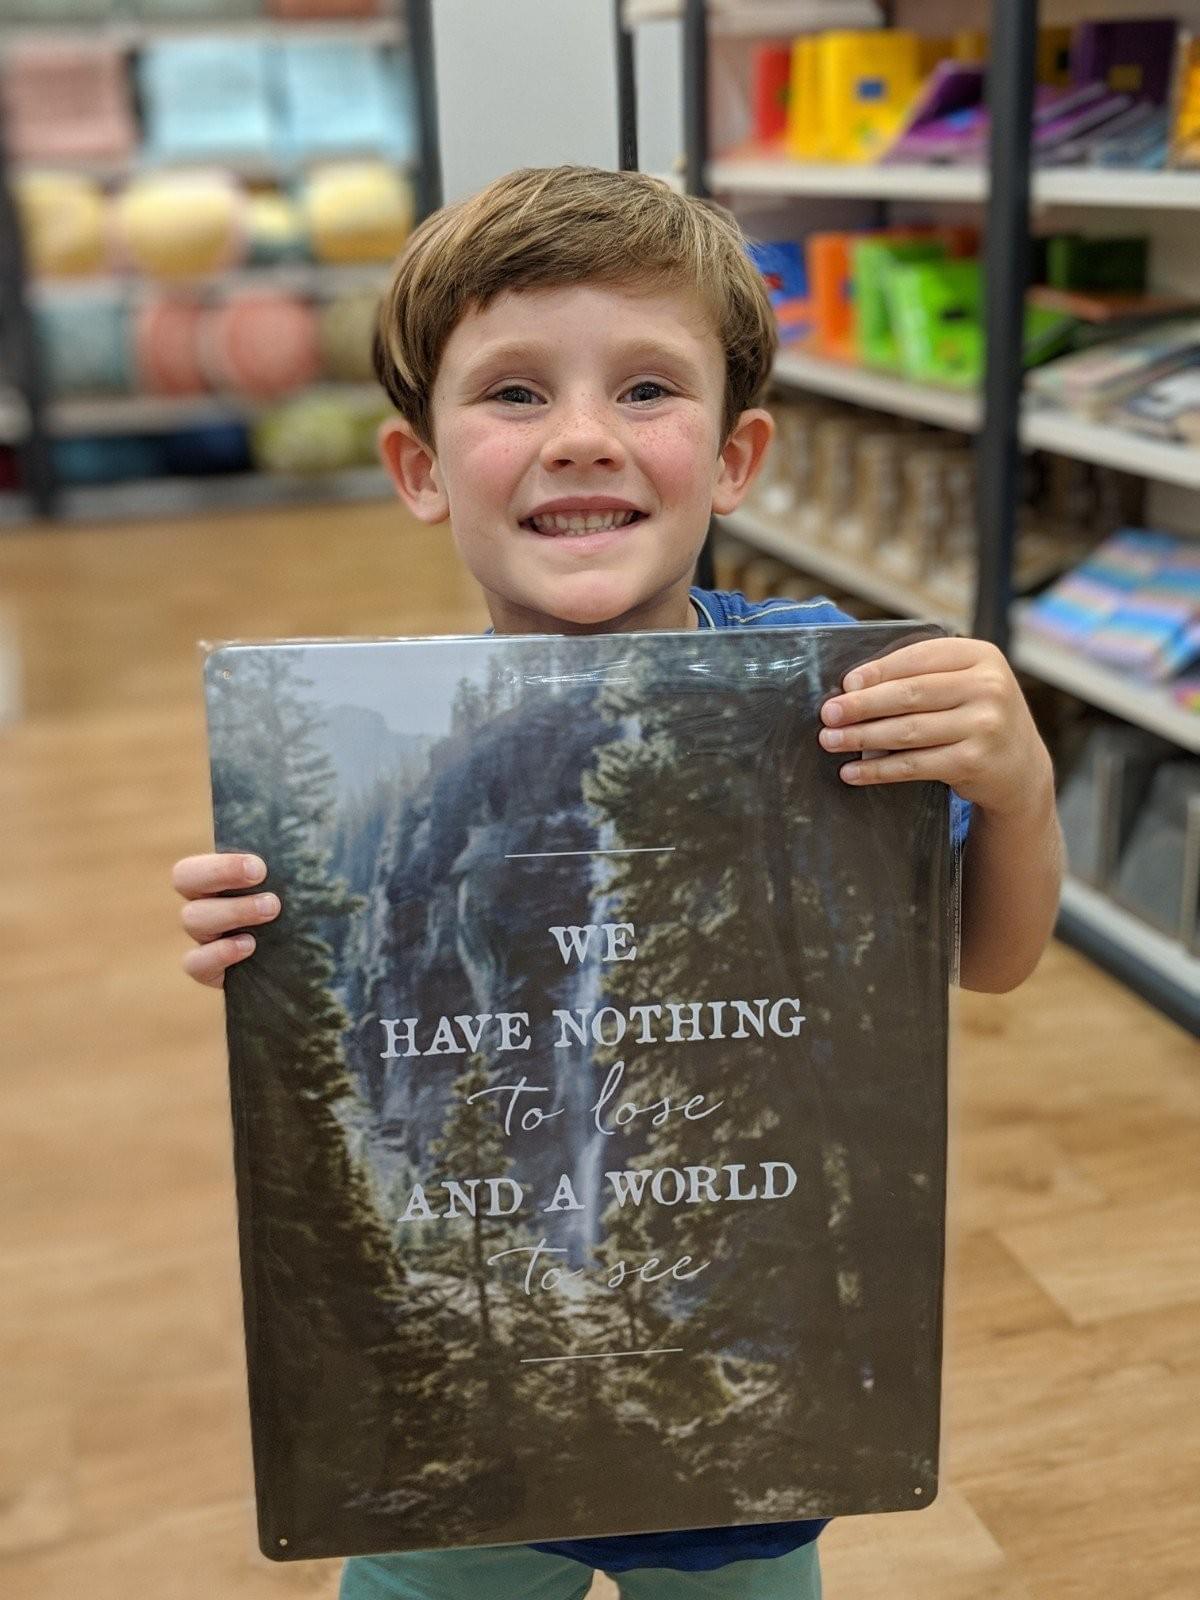 WE
HAVE NOTHING
to lose
AND A WORLD
to see